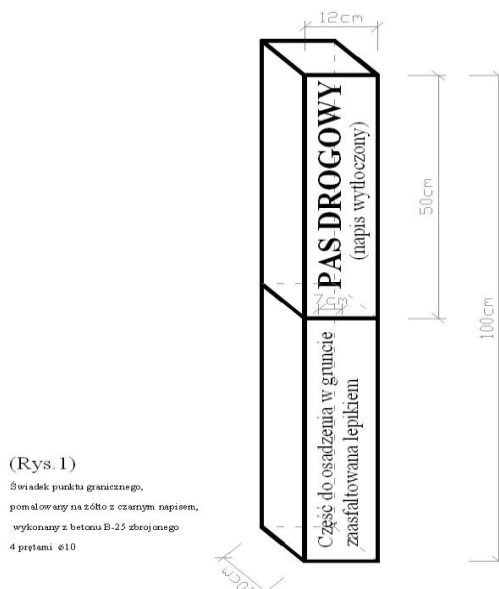 12cm
PAS DROGOWY
(napis wytłoczony)
50cm
100cm
7cm
Część do osadzenia w gruncie
zaasfaltowana lepikiem
(Rys.1)
Świadek punktu granicznego,
pomalowany na żółto z czarnym napisem,
wykonany z betonu B-25 zbrojonego
4 prętami ø10